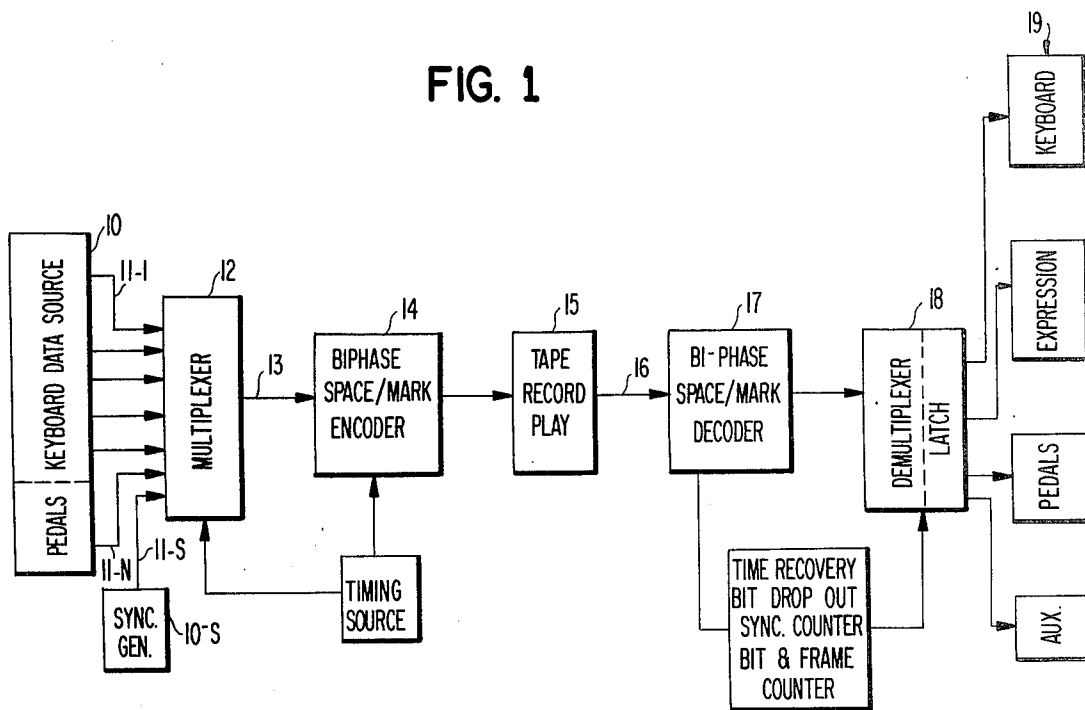 FIG. 1
19
KEYBOARD
10
KEYBOARD DATA SOURCE
PEDALS
11-1
11-N
11-S
SYNC.
GEN.
10-S
12
MULTIPLEXER
13
14
BIPHASE
SPACE/MARK
ENCODER
TIMING
SOURCE
15
TAPE
RECORD
PLAY
16
17
BI-PHASE
SPACE/MARK
DECODER
TIME RECOVERY
BIT DROP OUT
SYNC. COUNTER
BIT & FRAME
COUNTER
18
DEMULTIPLEXER
LATCH
EXPRESSION
PEDALS
AUX.